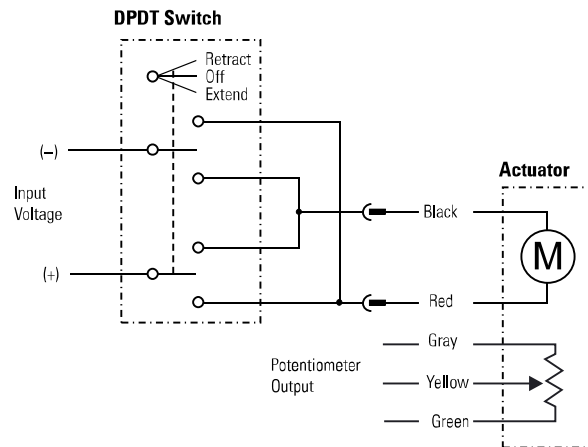 DPDT Switch
Retract
Off
Extend
(–)
Input
Voltage
(+)
Actuator
Black
M
Red
Gray
Potentiometer
Output
Yellow
Green